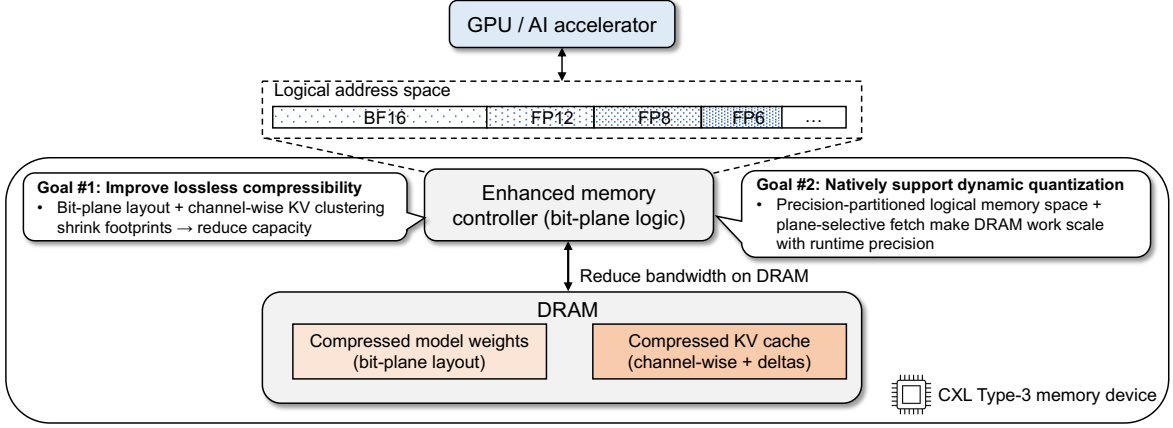 GPU / AI accelerator
Logical address space
BF16 FP12 FP8 FP6 ...
Goal #1: Improve lossless compressibility
• Bit-plane layout + channel-wise KV clustering
shrink footprints → reduce capacity
Enhanced memory
controller (bit-plane logic)
Goal #2: Natively support dynamic quantization
• Precision-partitioned logical memory space +
plane-selective fetch make DRAM work scale
with runtime precision
Reduce bandwidth on DRAM
DRAM
Compressed model weights
(bit-plane layout)
Compressed KV cache
(channel-wise + deltas)
CXL Type-3 memory device